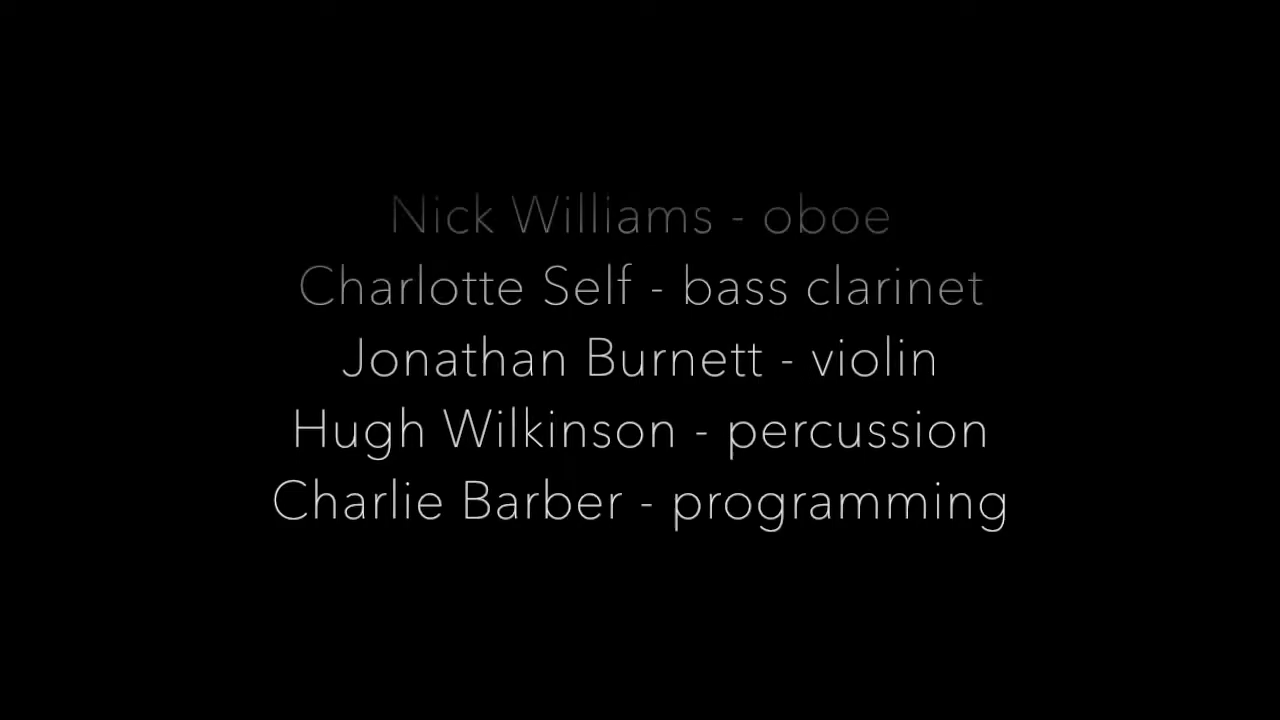 Nick Williams - oboe
Charlotte Self - bass clarinet
Jonathan Burnett - violin
Hugh Wilkinson - percussion
Charlie Barber - programming